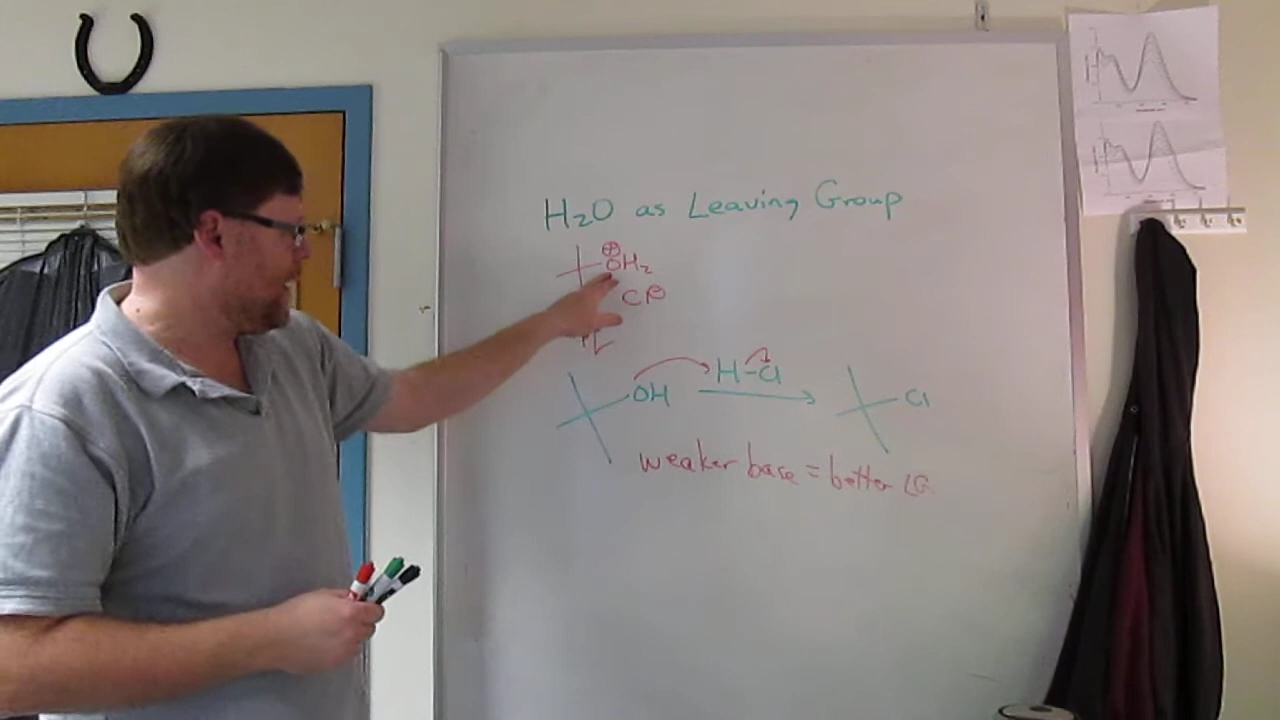 H2O as Leaving Group
⊕
OH2
Cl⊖
OH H-Cl Cl
weaker base = better LG